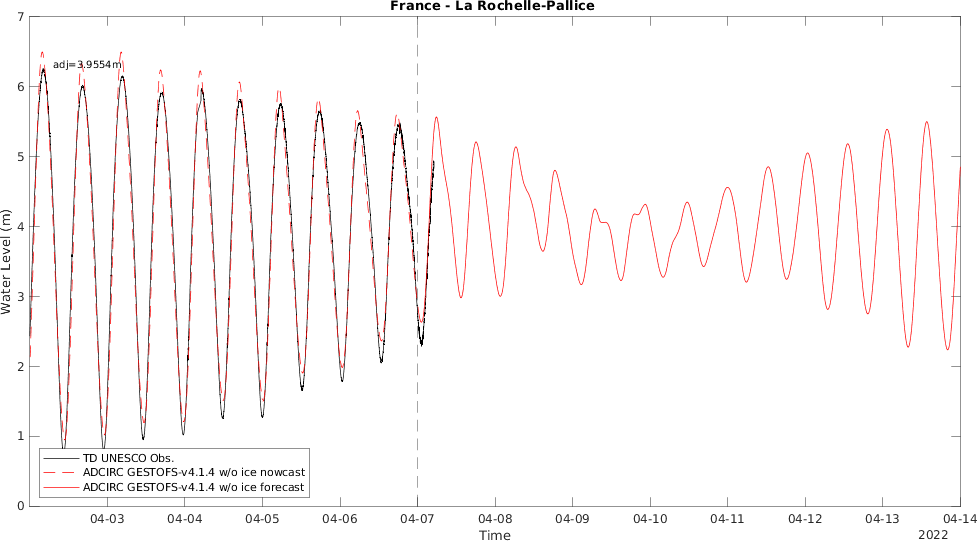 France - La Rochelle-Pallice
7
adj=3.9554m
6
5
4
3
2
1
0
Water Level (m)
TD UNESCO Obs.
ADCIRC GESTOFS-v4.1.4 w/o ice nowcast
ADCIRC GESTOFS-v4.1.4 w/o ice forecast
04-03 04-04 04-05 04-06 04-07 04-08 04-09 04-10 04-11 04-12 04-13 04-14
Time
2022